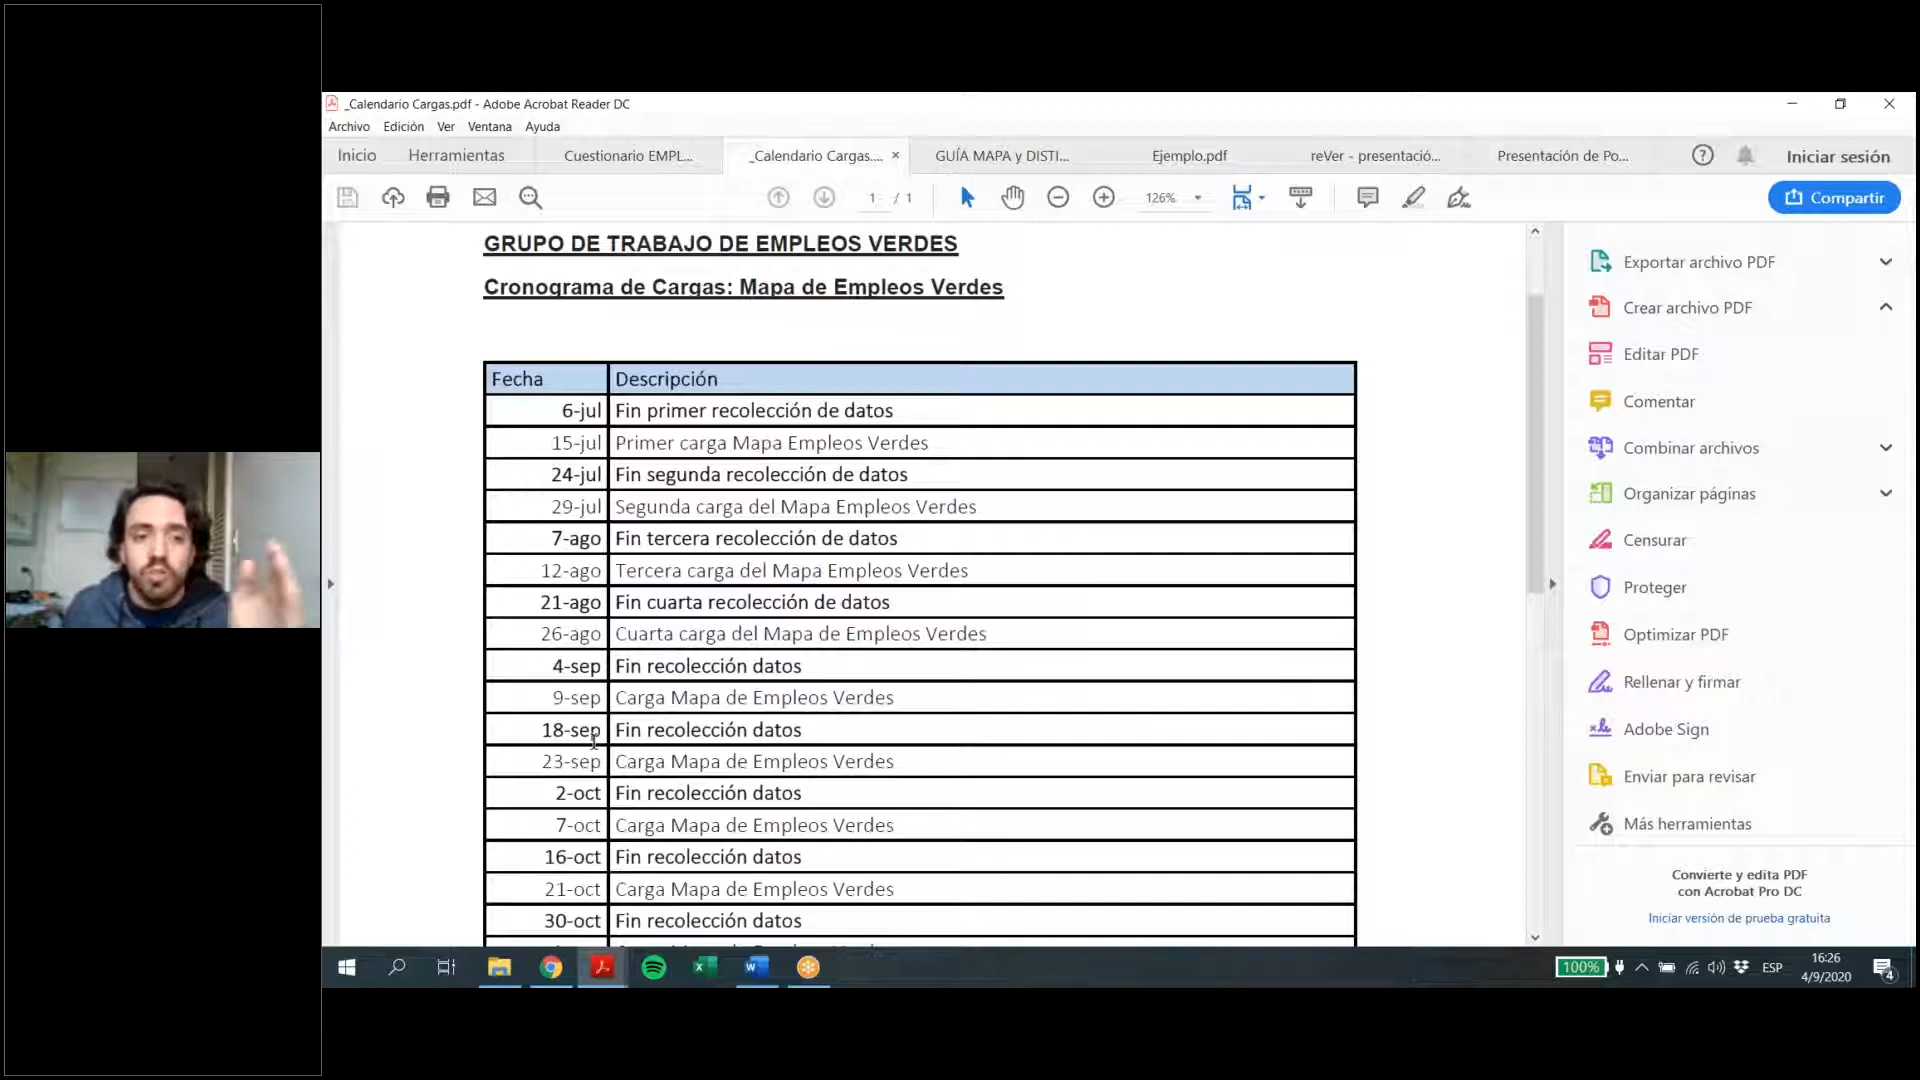 _Calendario Cargas.pdf - Adobe Acrobat Reader DC
Archivo Edición Ver Ventana Ayuda
Inicio Herramientas Cuestionario EMPL... _Calendario Cargas.... × GUÍA MAPA y DISTI... Ejemplo.pdf reVer - presentació... Presentación de Po... Iniciar sesión
1 / 1 126% Compartir
GRUPO DE TRABAJO DE EMPLEOS VERDES
Cronograma de Cargas: Mapa de Empleos Verdes
Fecha Descripción
6-jul Fin primer recolección de datos
15-jul Primer carga Mapa Empleos Verdes
24-jul Fin segunda recolección de datos
29-jul Segunda carga del Mapa Empleos Verdes
7-ago Fin tercera recolección de datos
12-ago Tercera carga del Mapa Empleos Verdes
21-ago Fin cuarta recolección de datos
26-ago Cuarta carga del Mapa de Empleos Verdes
4-sep Fin recolección datos
9-sep Carga Mapa de Empleos Verdes
18-sep Fin recolección datos
23-sep Carga Mapa de Empleos Verdes
2-oct Fin recolección datos
7-oct Carga Mapa de Empleos Verdes
16-oct Fin recolección datos
21-oct Carga Mapa de Empleos Verdes
30-oct Fin recolección datos
Exportar archivo PDF
Crear archivo PDF
Editar PDF
Comentar
Combinar archivos
Organizar páginas
Censurar
Proteger
Optimizar PDF
Rellenar y firmar
Adobe Sign
Enviar para revisar
Más herramientas
Convierte y edita PDF
con Acrobat Pro DC
Iniciar versión de prueba gratuita
100% ESP 16:26
4/9/2020 4